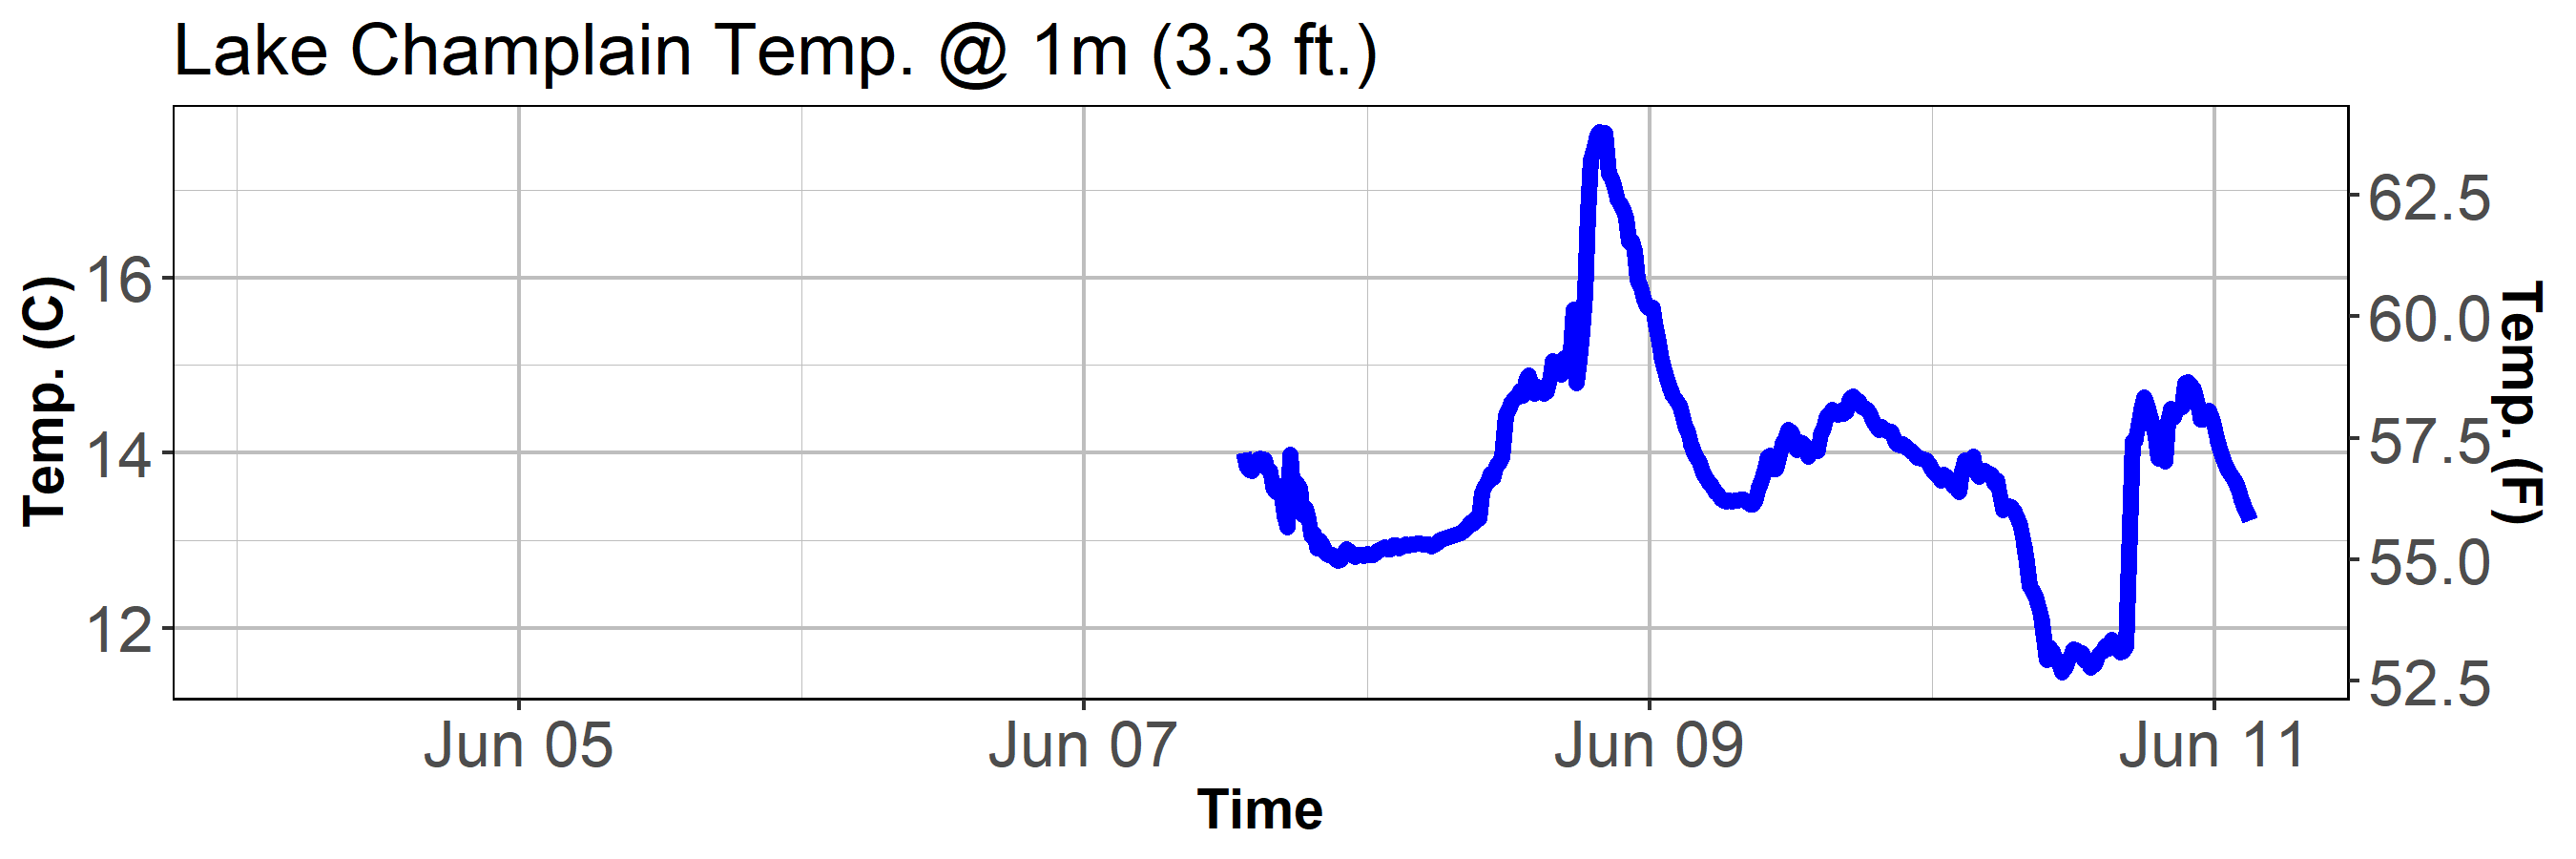 Lake Champlain Temp. @ 1m (3.3 ft.)
Temp. (C)
16
14
12
62.5
60.0
57.5
55.0
52.5
Temp. (F)
Jun 05
Jun 07
Jun 09
Jun 11
Time